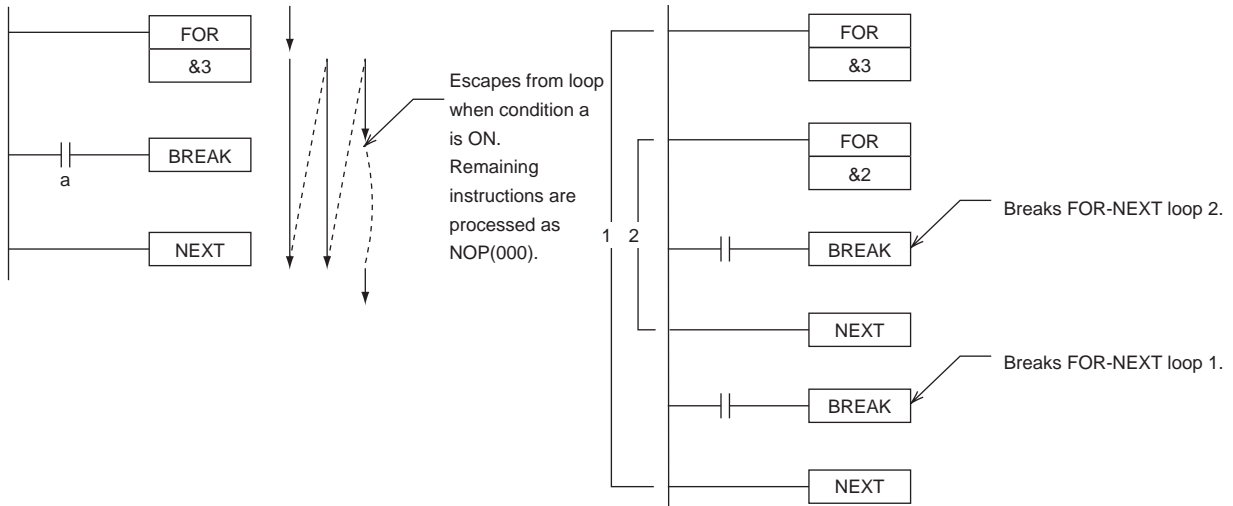 FOR
&3
a
BREAK
NEXT
Escapes from loop
when condition a
is ON.
Remaining
instructions are
processed as
NOP(000).
1 2
FOR
&3
FOR
&2
BREAK
Breaks FOR-NEXT loop 2.
NEXT
BREAK
Breaks FOR-NEXT loop 1.
NEXT